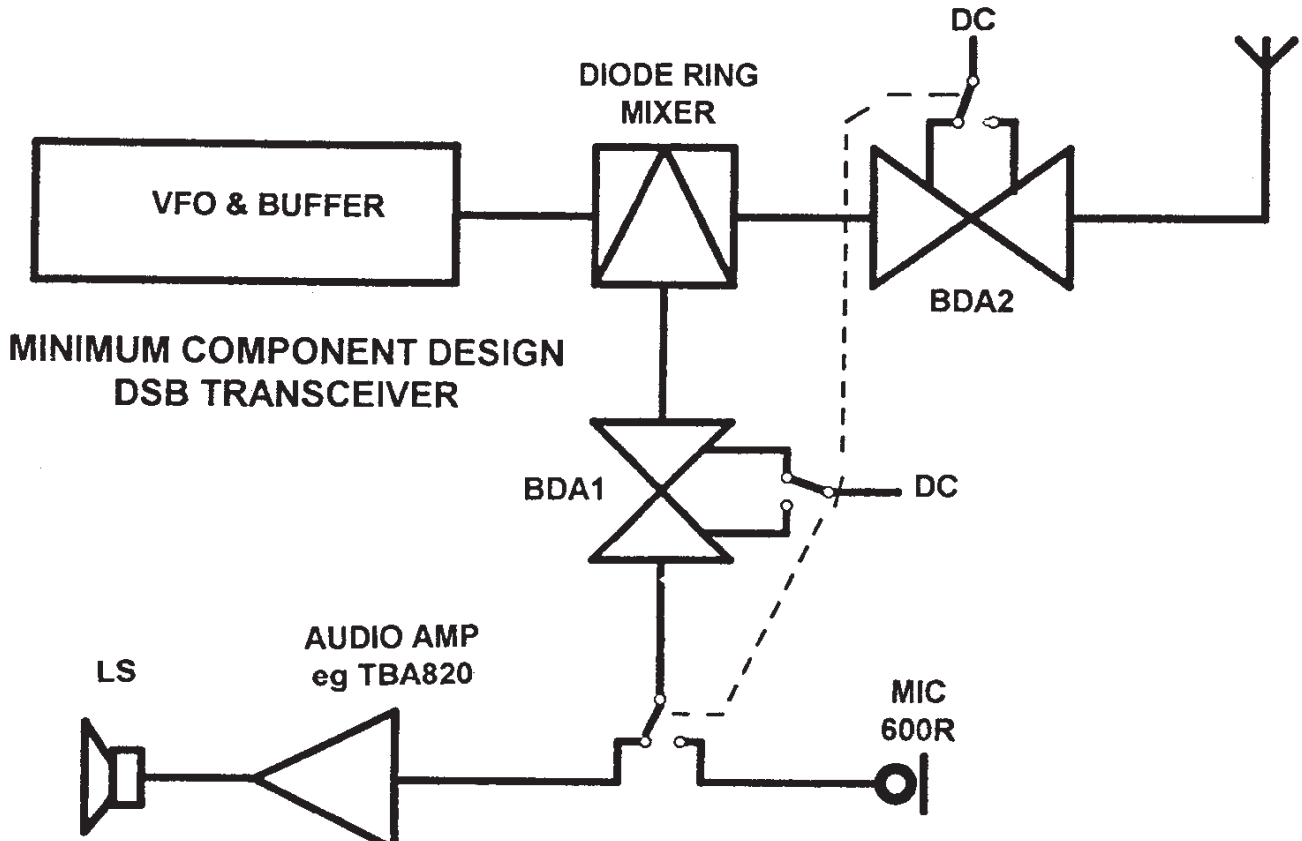 DC
DIODE RING
MIXER
VFO & BUFFER
BDA2
MINIMUM COMPONENT DESIGN
DSB TRANSCEIVER
BDA1
DC
AUDIO AMP
eg TBA820
LS
MIC
600R